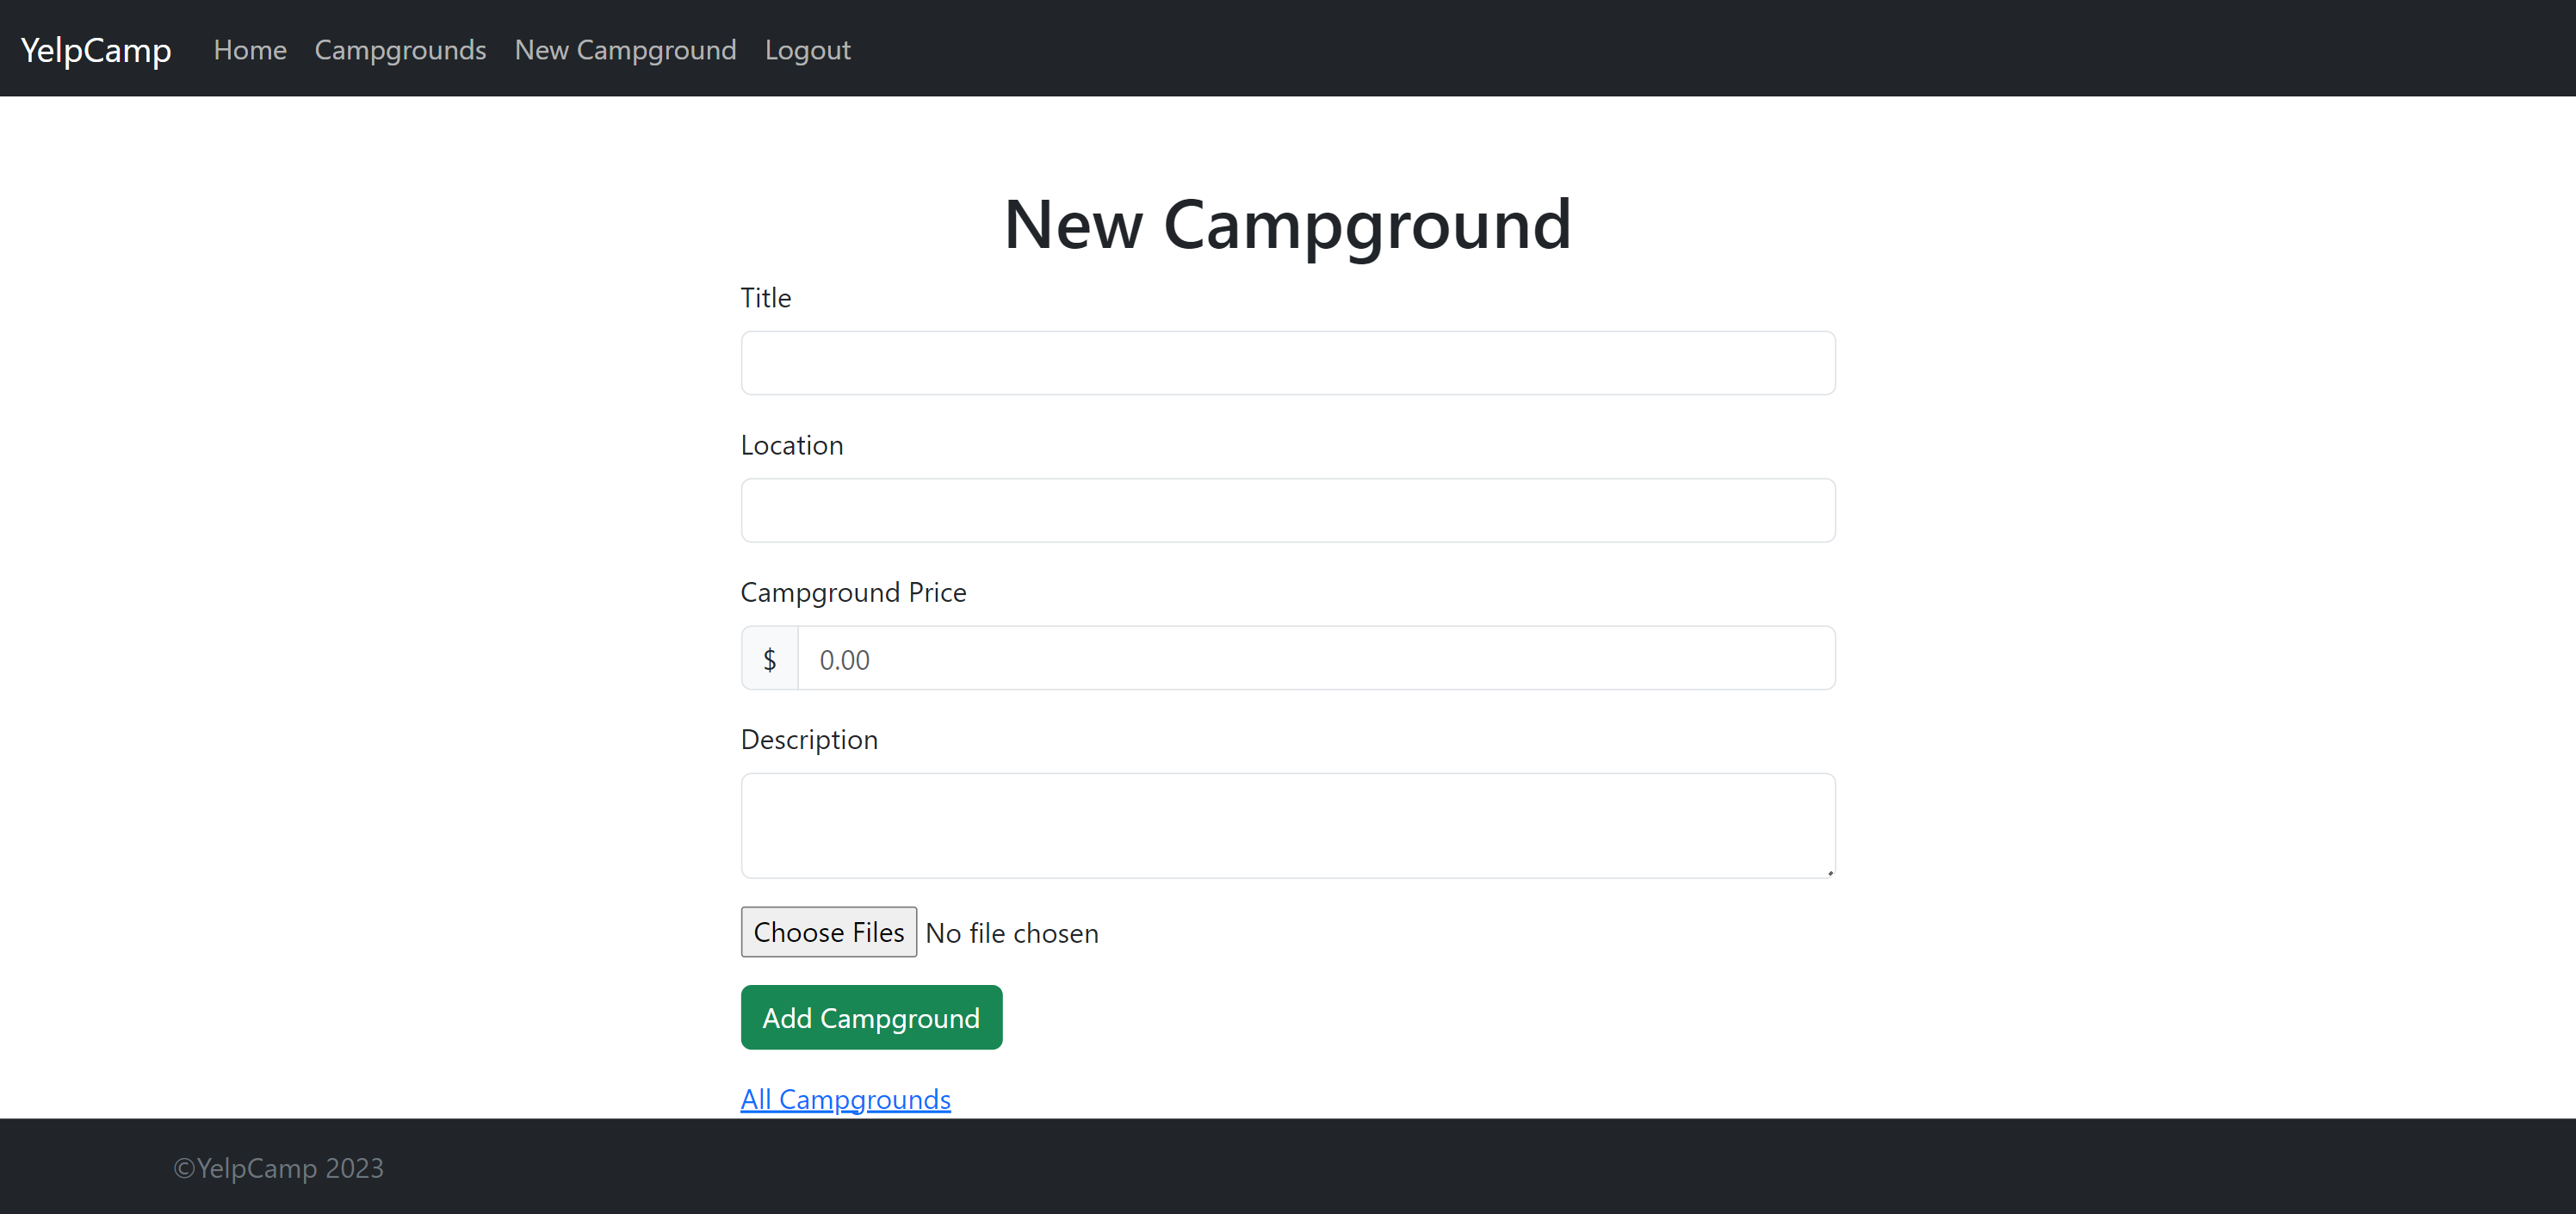 YelpCamp Home Campgrounds New Campground Logout
New Campground
Title
Location
Campground Price
$ 0.00
Description
Choose Files No file chosen
Add Campground
All Campgrounds
©YelpCamp 2023